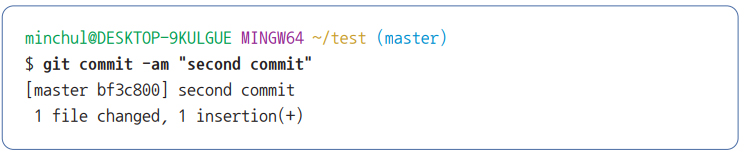 minchul@DESKTOP-9KULGUE MINGW64 ~/test (master)
$ git commit -am "second commit"
[master bf3c800] second commit
 1 file changed, 1 insertion(+)